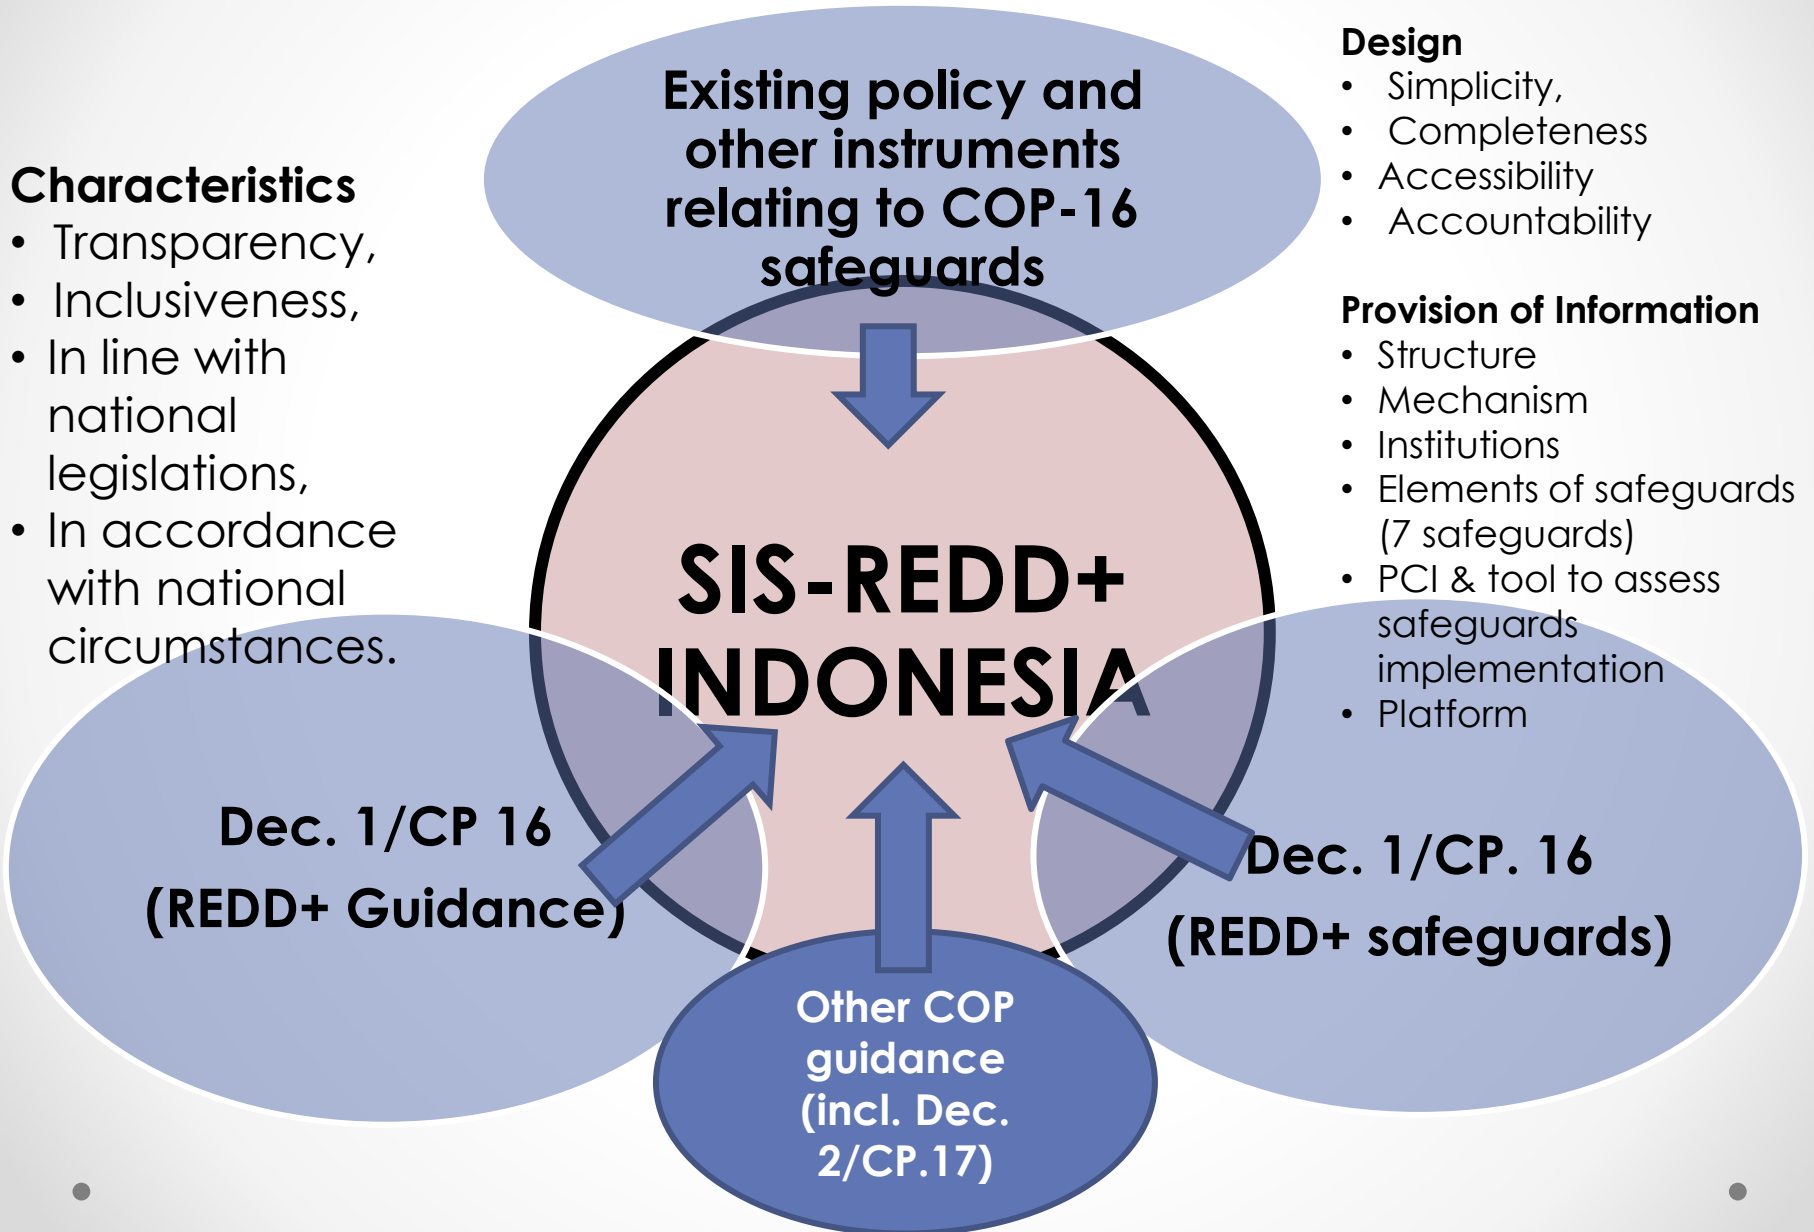 Existing policy and
other instruments
relating to COP-16
safeguards
Characteristics
• Transparency,
• Inclusiveness,
• In line with
national
legislations,
• In accordance
with national
circumstances.
Design
• Simplicity,
• Completeness
• Accessibility
• Accountability
Provision of Information
• Structure
• Mechanism
• Institutions
• Elements of safeguards
(7 safeguards)
• PCI & tool to assess
safeguards
implementation
• Platform
SIS-REDD+
INDONESIA
Dec. 1/CP 16
(REDD+ Guidance)
Dec. 1/CP. 16
(REDD+ safeguards)
Other COP
guidance
(incl. Dec.
2/CP.17)